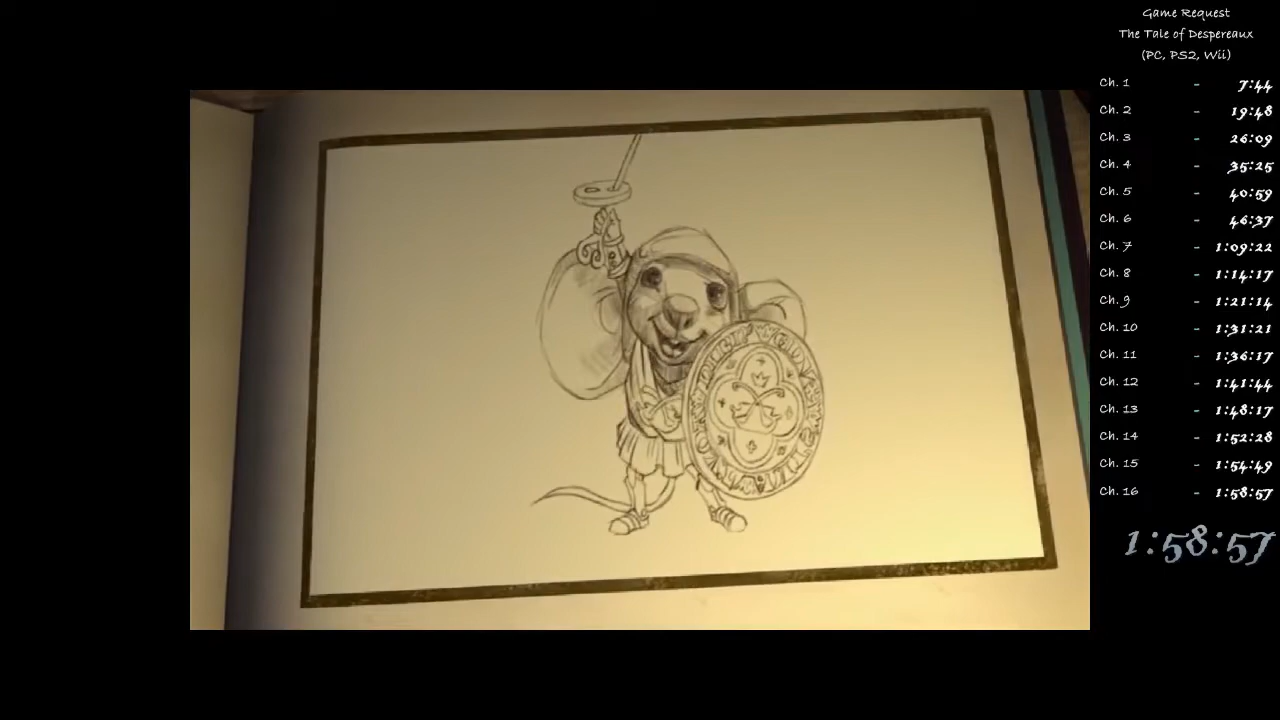 Game Request
The Tale of Despereaux
(PC, PS2, Wii)
Ch. 1 - 7:44
Ch. 2 - 19:48
Ch. 3 - 26:09
Ch. 4 - 35:25
Ch. 5 - 40:59
Ch. 6 - 46:37
Ch. 7 - 1:09:22
Ch. 8 - 1:14:17
Ch. 9 - 1:21:14
Ch. 10 - 1:31:21
Ch. 11 - 1:36:17
Ch. 12 - 1:41:44
Ch. 13 - 1:48:17
Ch. 14 - 1:52:28
Ch. 15 - 1:54:49
Ch. 16 - 1:58:57
1:58:57